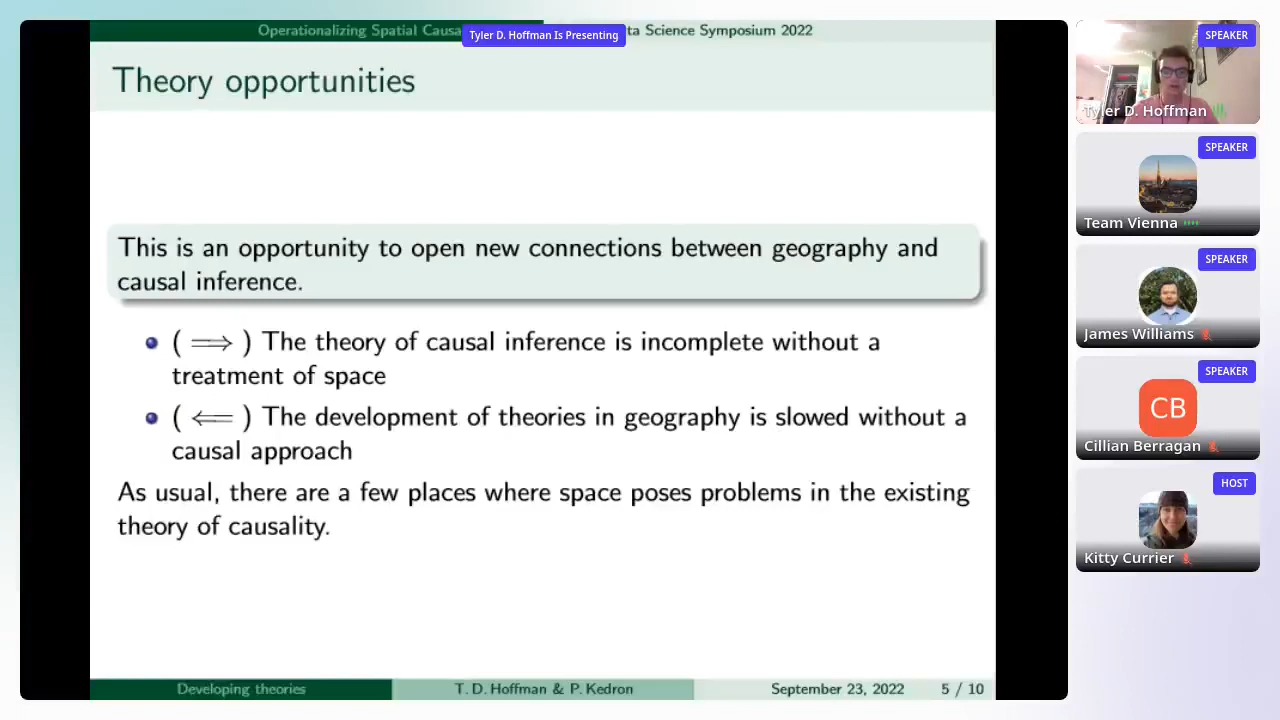 Operationalizing Spatial Causa
Tyler D. Hoffman Is Presenting
ta Science Symposium 2022
Theory opportunities
This is an opportunity to open new connections between geography and
causal inference.
( ⟹ ) The theory of causal inference is incomplete without a
treatment of space
( ⟸ ) The development of theories in geography is slowed without a
causal approach
As usual, there are a few places where space poses problems in the existing
theory of causality.
Developing theories
T. D. Hoffman & P. Kedron
September 23, 2022
5 / 10
SPEAKER
Tyler D. Hoffman
SPEAKER
Team Vienna
SPEAKER
James Williams
SPEAKER
CB
Cillian Berragan
HOST
Kitty Currier